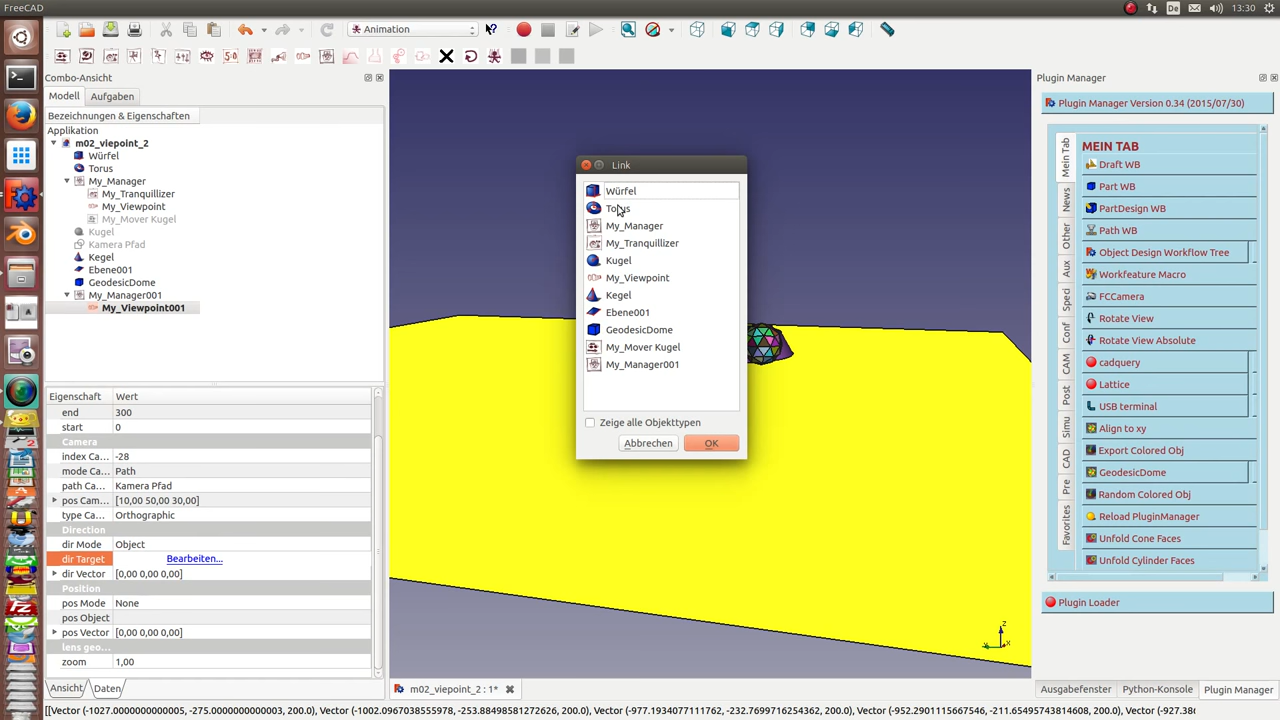 FreeCAD
De
13:30
Animation
Combo-Ansicht
Modell
Aufgaben
Bezeichnungen & Eigenschaften
Applikation
m02_viepoint_2
Würfel
Torus
My_Manager
My_Tranquillizer
My_Viewpoint
My_Mover Kugel
Kugel
Kamera Pfad
Kegel
Ebene001
GeodesicDome
My_Manager001
My_Viewpoint001
Eigenschaft Wert
end 300
start 0
Camera
index Ca... -28
mode Ca... Path
path Ca... Kamera Pfad
pos Cam... [10,00 50,00 30,00]
type Ca... Orthographic
Direction
dir Mode Object
dir Target Bearbeiten...
dir Vector [0,00 0,00 0,00]
Position
pos Mode None
pos Object
pos Vector [0,00 0,00 0,00]
lens geo...
zoom 1,00
Ansicht
Daten
Link
Würfel
Torus
My_Manager
My_Tranquillizer
Kugel
My_Viewpoint
Kegel
Ebene001
GeodesicDome
My_Mover Kugel
My_Manager001
Zeige alle Objekttypen
Abbrechen
OK
z
x
m02_viepoint_2 : 1*
Plugin Manager
Plugin Manager Version 0.34 (2015/07/30)
Mein Tab
News
Other
Aux
Sped
Conf
CAM
Post
Simu
CAD
Pre
Favorites
MEIN TAB
Draft WB
Part WB
PartDesign WB
Path WB
Object Design Workflow Tree
Workfeature Macro
FCCamera
Rotate View
Rotate View Absolute
cadquery
Lattice
USB terminal
Align to xy
Export Colored Obj
GeodesicDome
Random Colored Obj
Reload PluginManager
Unfold Cone Faces
Unfold Cylinder Faces
Plugin Loader
Ausgabefenster
Python-Konsole
Plugin Manager
[[Vector (-1027.0000000000005, -275.0000000000003, 200.0), Vector (-1002.0967038355978, -253.88498581272626, 200.0), Vector (-977.1934077111762, -232.7699716254362, 200.0), Vector (-952.2901115667546, -211.65495743814608, 200.0), Vector (-927.38